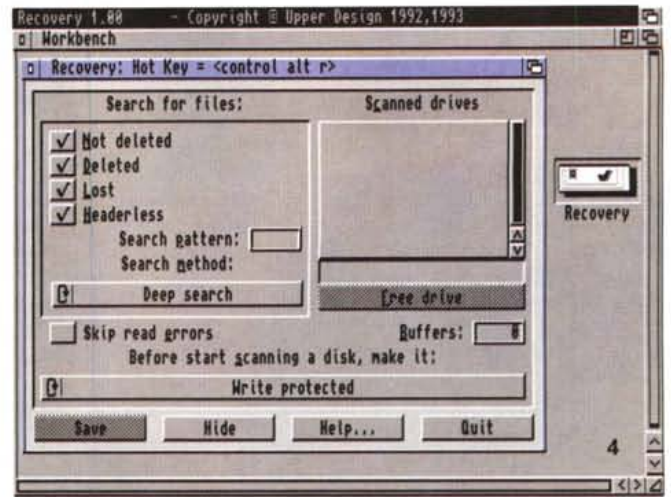 Recovery 1.00 - Copyright © Upper Design 1992,1993
Workbench
Recovery: Hot Key = <control alt r>
Search for files:
Scanned drives
Not deleted
Deleted
Lost
Headerless
Search pattern:
Search method:
Deep search
Free drive
Skip read errors
Buffers: 0
Before start scanning a disk, make it:
Write protected
Save
Hide
Help...
Quit
Recovery
4